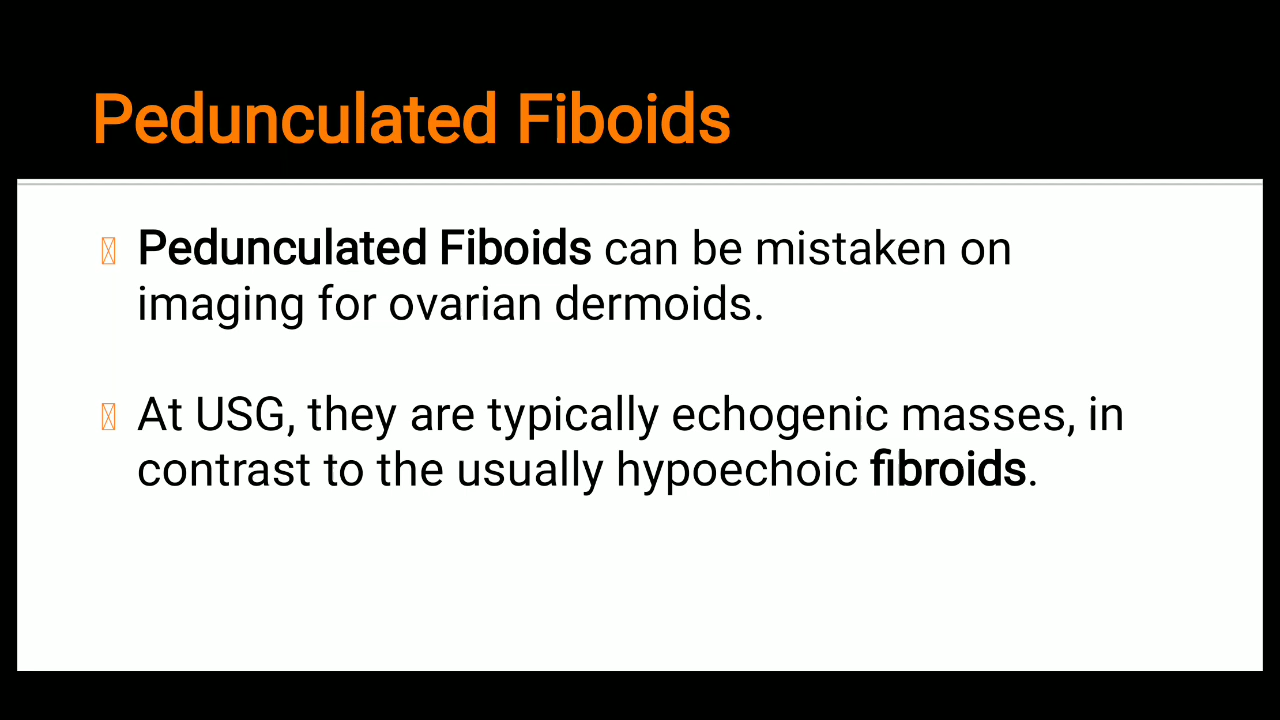 Pedunculated Fiboids
Pedunculated Fiboids can be mistaken on
imaging for ovarian dermoids.
At USG, they are typically echogenic masses, in
contrast to the usually hypoechoic fibroids.